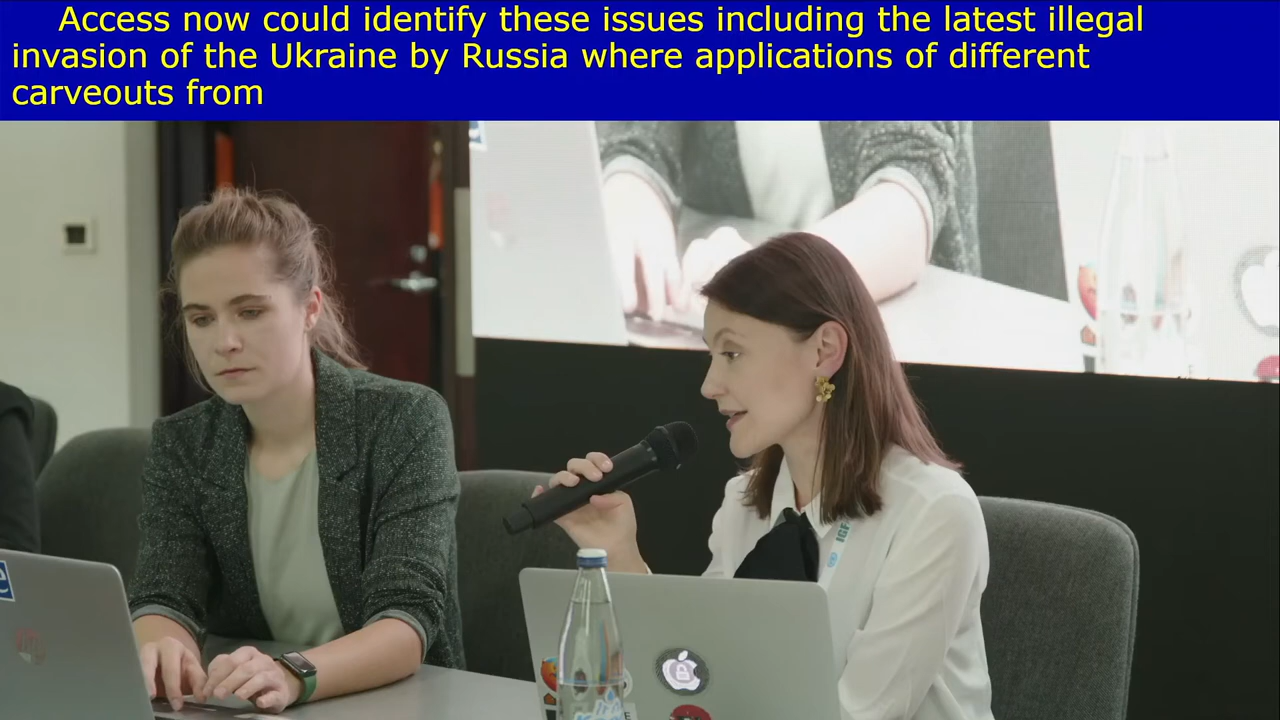 Access now could identify these issues including the latest illegal
invasion of the Ukraine by Russia where applications of different
carveouts from
IGF